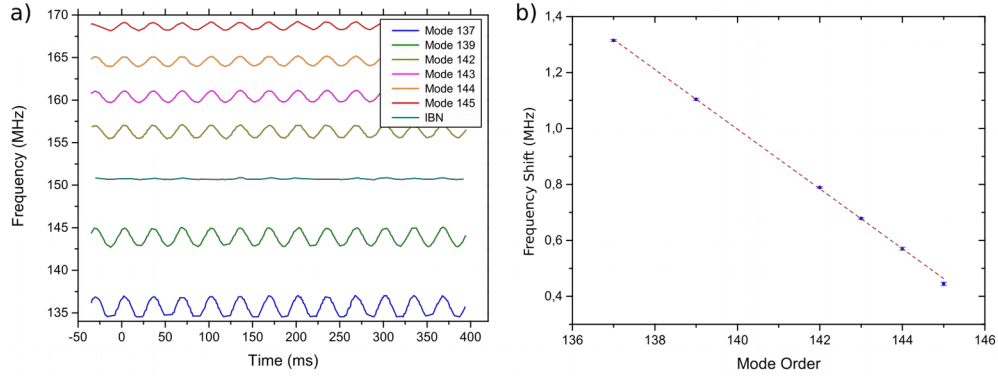 a)
Frequency (MHz)
170
165
160
155
150
145
140
135
-50 0 50 100 150 200 250 300 350 400
Time (ms)
Mode 137
Mode 139
Mode 142
Mode 143
Mode 144
Mode 145
IBN
b)
Frequency Shift (MHz)
1,4
1,2
1,0
0,8
0,6
0,4
136 138 140 142 144 146
Mode Order